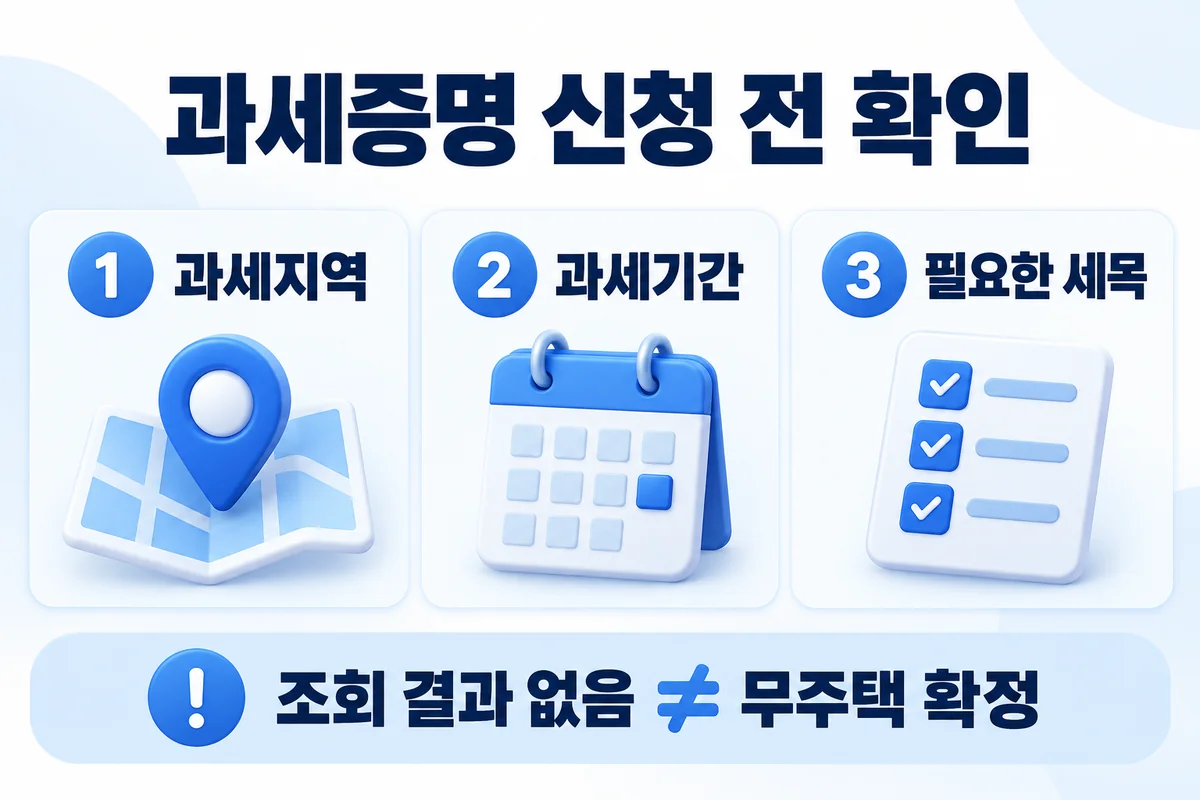 과세증명 신청 전 확인
1 과세지역
2 과세기간
3 필요한 세목
! 조회 결과 없음 ≠ 무주택 확정